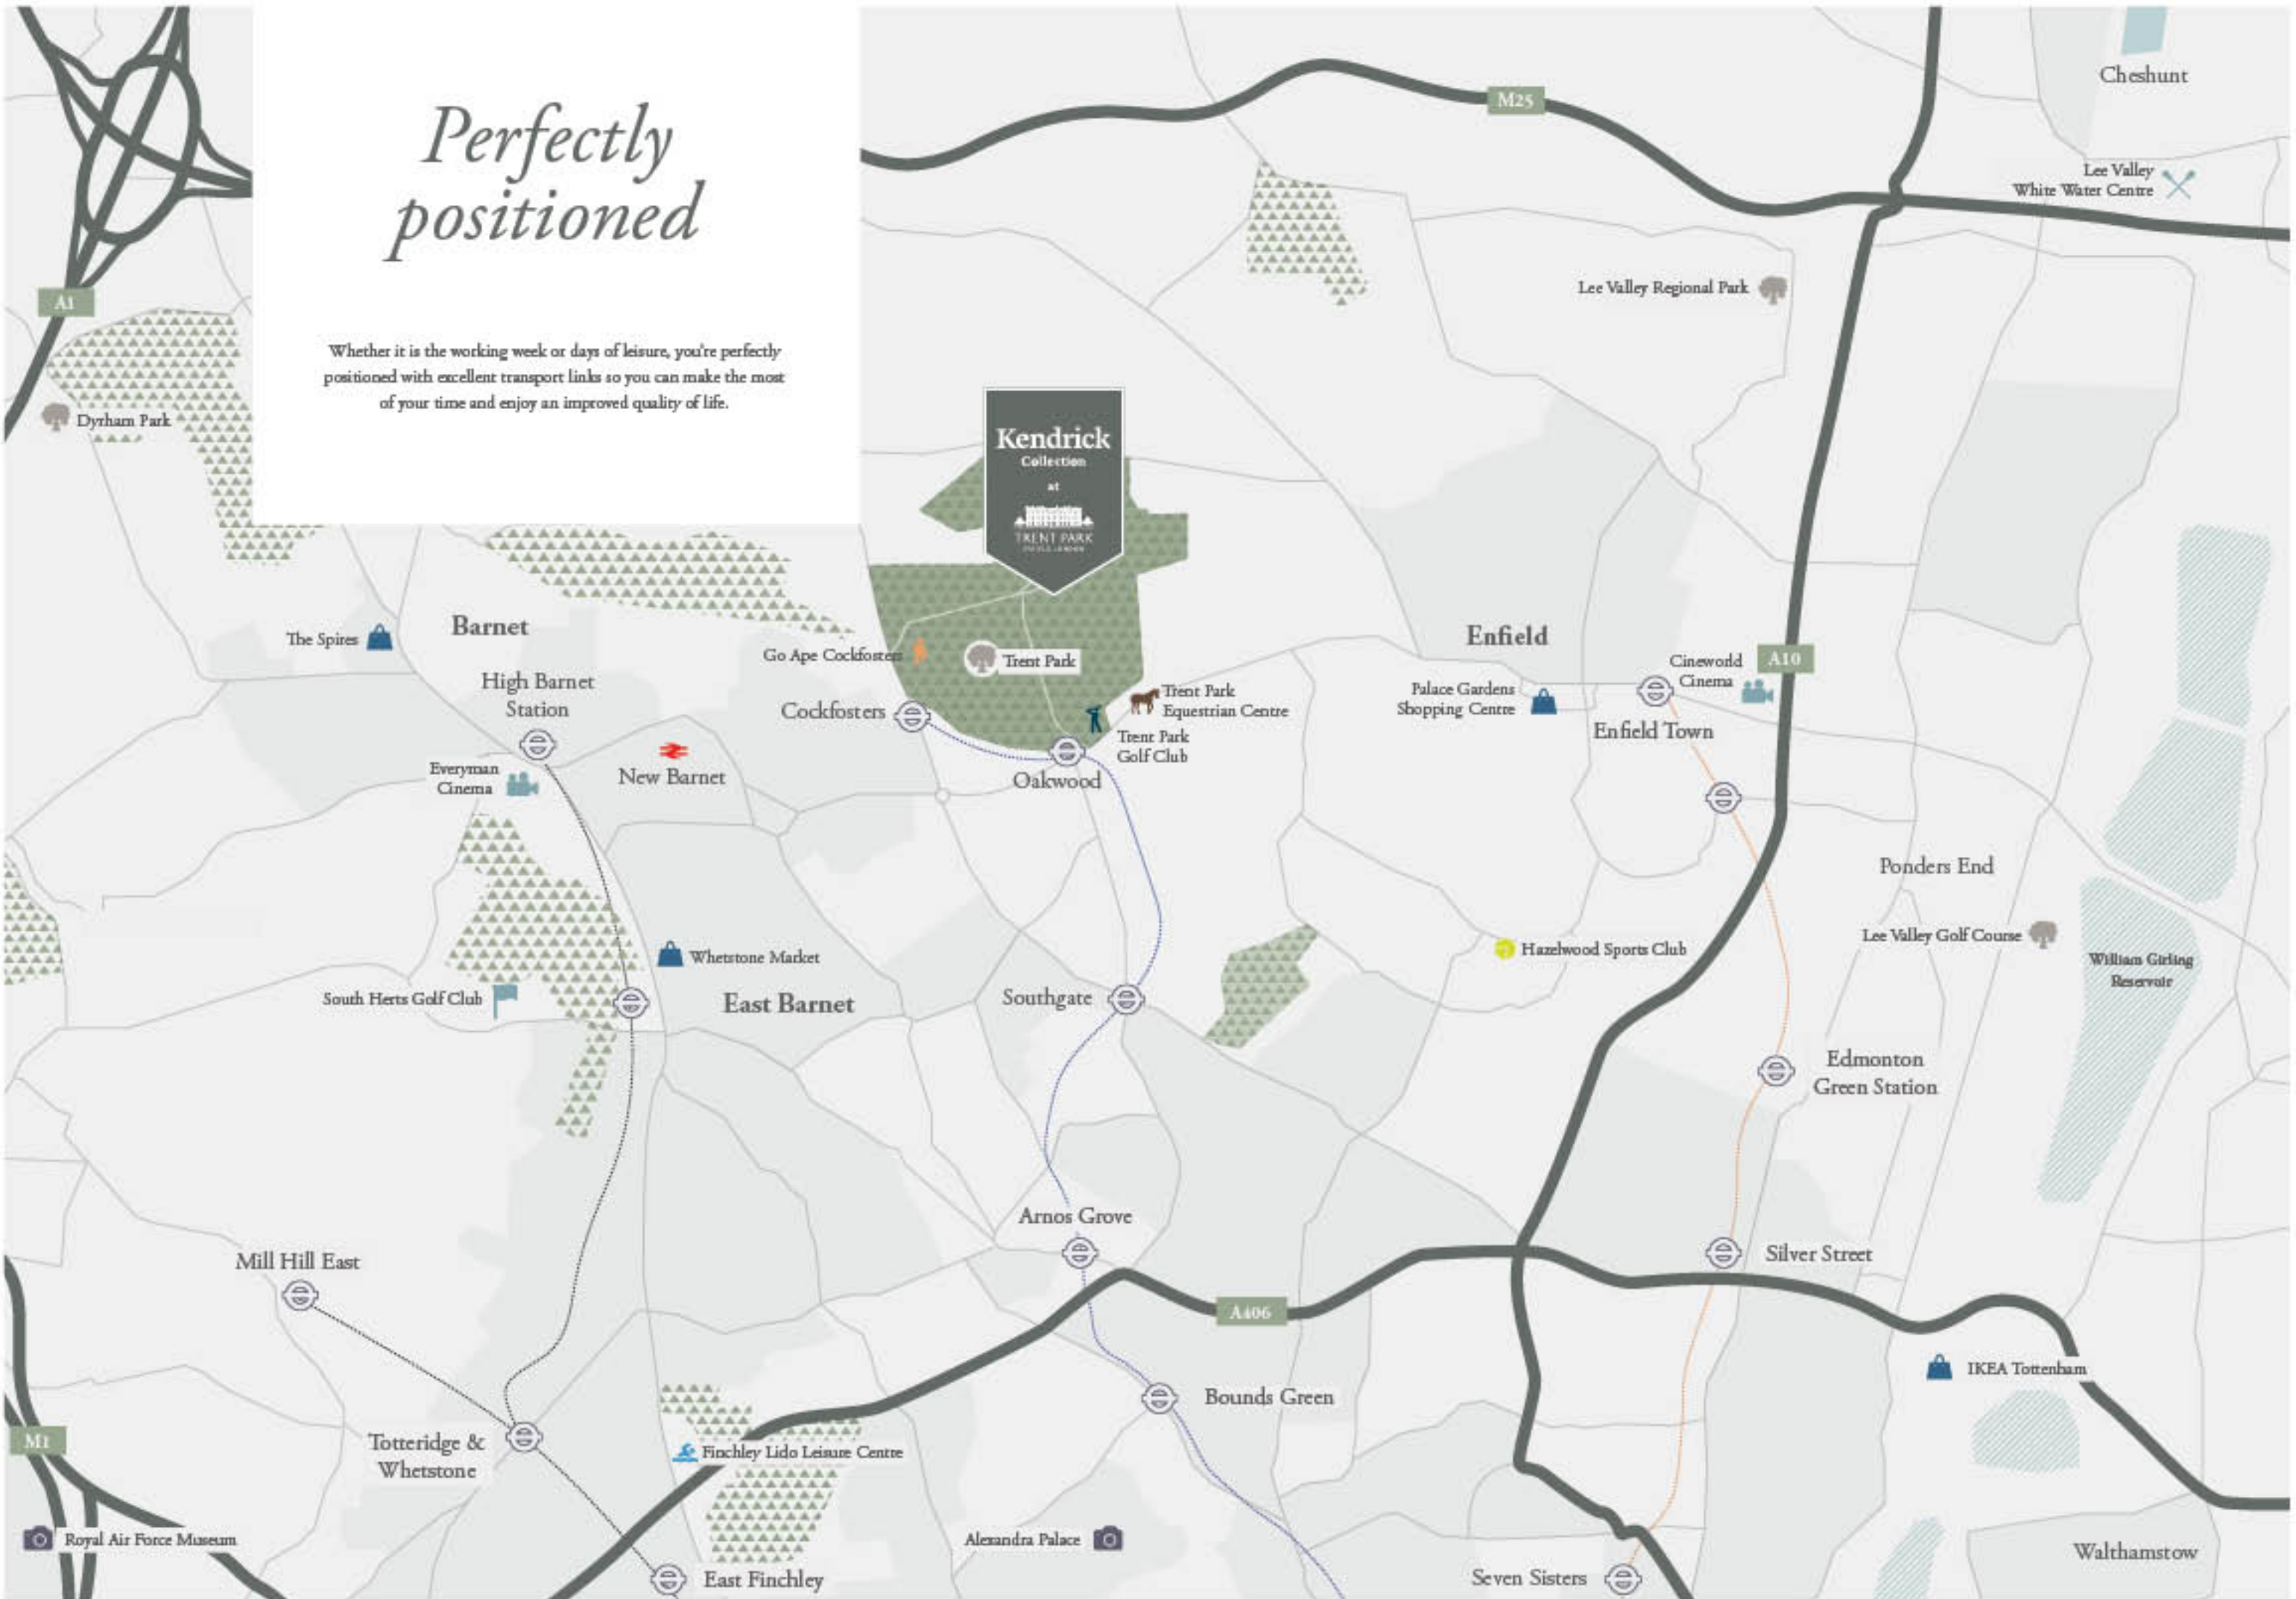 Perfectly
positioned
Whether it is the working week or days of leisure, you're perfectly
positioned with excellent transport links so you can make the most
of your time and enjoy an improved quality of life.
M25
Cheshunt
Lee Valley
White Water Centre
Lee Valley Regional Park
A1
Dyrham Park
Kendrick
Collection
at
TRENT PARK
The Spires
Barnet
High Barnet
Station
Go Ape Cockfosters
Trent Park
Cockfosters
Trent Park
Equestrian Centre
Trent Park
Golf Club
Oakwood
Enfield
Palace Gardens
Shopping Centre
Cineworld
Cinema
A10
Enfield Town
Everyman
Cinema
New Barnet
Ponders End
Lee Valley Golf Course
William Girling
Reservoir
Whetstone Market
South Herts Golf Club
East Barnet
Southgate
Hazelwood Sports Club
Edmonton
Green Station
Arnos Grove
Mill Hill East
Silver Street
A406
IKEA Tottenham
Bounds Green
M1
Totteridge &
Whetstone
Finchley Lido Leisure Centre
Royal Air Force Museum
Alexandra Palace
East Finchley
Seven Sisters
Walthamstow